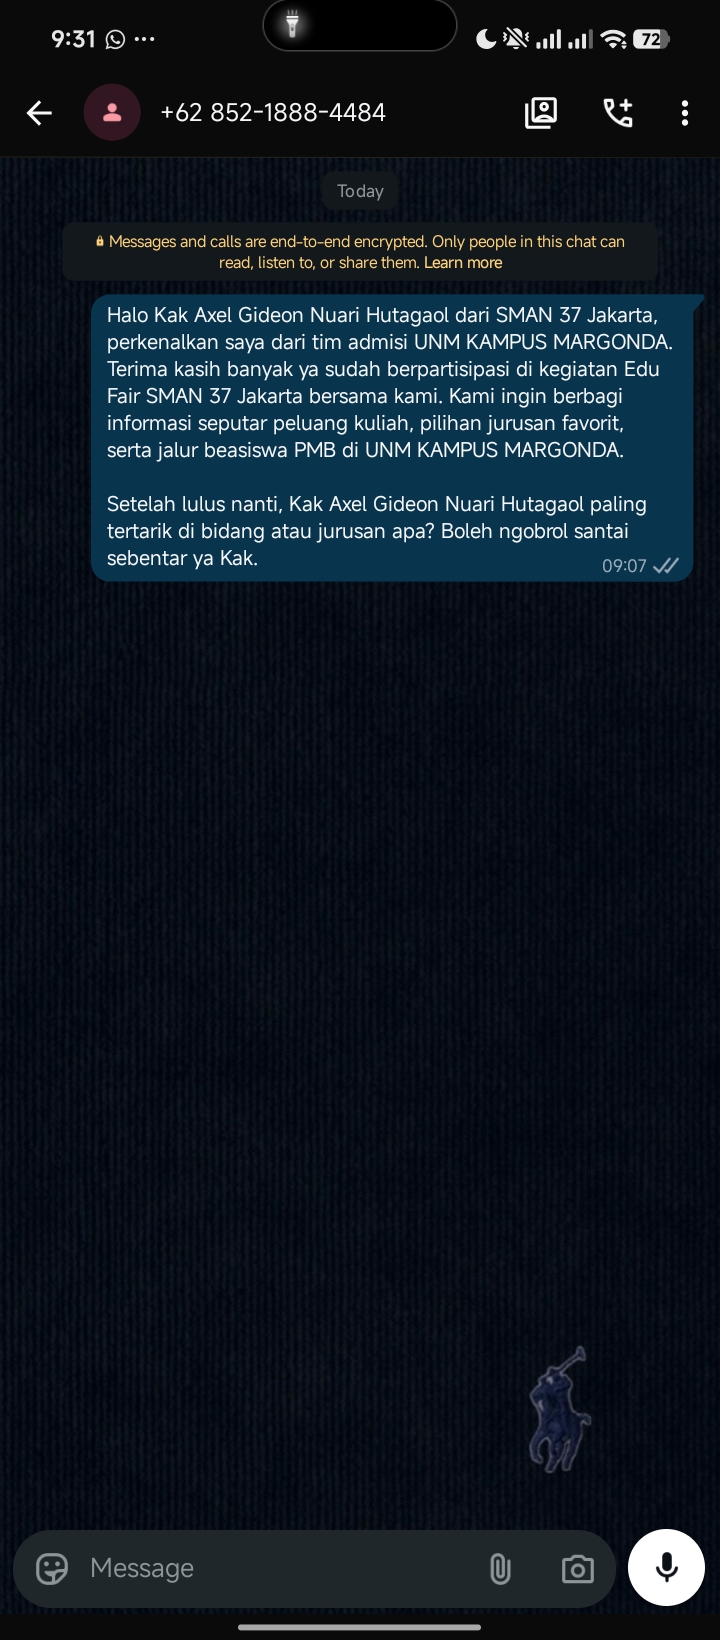 9:31
72
+62 852-1888-4484
Today
Messages and calls are end-to-end encrypted. Only people in this chat can
read, listen to, or share them. Learn more
Halo Kak Axel Gideon Nuari Hutagaol dari SMAN 37 Jakarta,
perkenalkan saya dari tim admisi UNM KAMPUS MARGONDA.
Terima kasih banyak ya sudah berpartisipasi di kegiatan Edu
Fair SMAN 37 Jakarta bersama kami. Kami ingin berbagi
informasi seputar peluang kuliah, pilihan jurusan favorit,
serta jalur beasiswa PMB di UNM KAMPUS MARGONDA.
Setelah lulus nanti, Kak Axel Gideon Nuari Hutagaol paling
tertarik di bidang atau jurusan apa? Boleh ngobrol santai
sebentar ya Kak.
09:07
Message